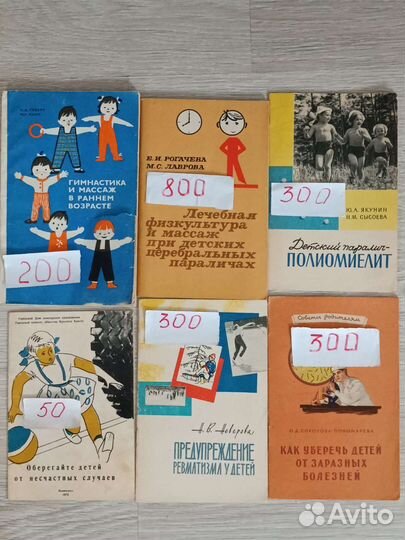 ГИМНАСТИКА
И МАССАЖ
В РАННЕМ
ВОЗРАСТЕ
200
Е. И. РОГАЧЕВА
М. С. ЛАВРОВА
800
Лечебная
физкультура
и массаж
при детских
церебральных
параличах
300
Ю. А. ЯКУНИН
И. И. СЫСОЕВА
Детский паралич-
ПОЛИОМИЕЛИТ
50
Оберегайте детей
от несчастных случаев
300
ПРЕДУПРЕЖДЕНИЕ
РЕВМАТИЗМА У ДЕТЕЙ
Советы родителям
300
О. Д. СОКОЛОВА-ПОНОМАРЕВА
КАК УБЕРЕЧЬ ДЕТЕЙ
ОТ ЗАРАЗНЫХ
БОЛЕЗНЕЙ
Avito